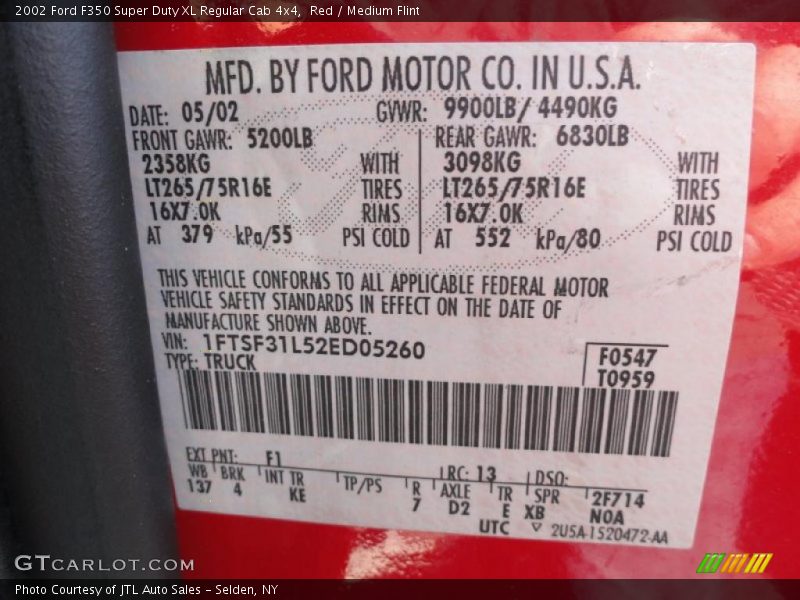 2002 Ford F350 Super Duty XL Regular Cab 4x4,  Red / Medium Flint
MFD. BY FORD MOTOR CO. IN U.S.A.
DATE: 05/02 GVWR: 9900LB/ 4490KG
FRONT GAWR: 5200LB REAR GAWR: 6830LB
2358KG WITH 3098KG WITH
LT265/75R16E TIRES LT265/75R16E TIRES
16X7.0K RIMS 16X7.0K RIMS
AT 379 kPa/55 PSI COLD AT 552 kPa/80 PSI COLD
THIS VEHICLE CONFORMS TO ALL APPLICABLE FEDERAL MOTOR
VEHICLE SAFETY STANDARDS IN EFFECT ON THE DATE OF
MANUFACTURE SHOWN ABOVE.
VIN: 1FTSF31L52ED05260
TYPE: TRUCK
F0547
T0959
EXT PNT: F1 RC: 13 DSO:
WB BRK INT TR TP/PS R AXLE TR SPR 2F714
137 4 KE 7 D2 E XB N0A
UTC ▽ 2U5A-1520472-AA
GTCARLOT.COM
Photo Courtesy of JTL Auto Sales - Selden, NY